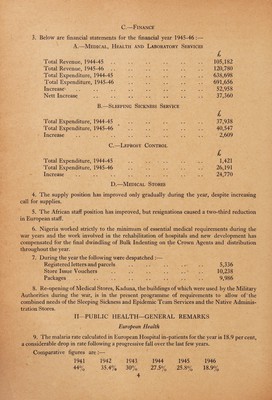 C.—FINANCE
3. Below are financial statements for the financial year 1945-46 :—
A.—MEDICAL, HEALTH AND LABORATORY SERVICES
£
Total Revenue, 1944-45 .. .. .. .. .. 105,182
Total Revenue, 1945-46 .. .. .. .. .. 120,780
Total Expenditure, 1944-45 .. .. .. .. .. 638,698
Total Expenditure, 1945-46 .. .. .. .. .. 691,656
Increase .. .. .. .. .. 52,958
Nett Increase .. .. .. .. .. 37,360
B.—SLEEPING SICKNESS SERVICE
£
Total Expenditure, 1944-45 .. .. .. .. .. 37,938
Total Expenditure, 1945-46 .. .. .. .. .. 40,547
Increase .. .. .. .. .. 2,609
C.—LEPROSY CONTROL
£
Total Expenditure, 1944-45 .. .. .. .. .. 1,421
Total Expenditure, 1945-46 .. .. .. .. .. 26,191
Increase .. .. .. .. .. 24,770
D.—MEDICAL STORES
4. The supply position has improved only gradually during the year, despite increasing
call for supplies.
5. The African staff position has improved, but resignations caused a two-third reduction
in European staff.
6. Nigeria worked strictly to the minimum of essential medical requirements during the
war years and the work involved in the rehabilitation of hospitals and new development has
compensated for the final dwindling of Bulk Indenting on the Crown Agents and distribution
throughout the year.
7. During the year the following were despatched :—
Registered letters and parcels .. .. .. .. 5,336
Store Issue Vouchers .. .. .. .. 10,238
Packages .. .. .. .. 9,986
8. Re-opening of Medical Stores, Kaduna, the buildings of which were used by the Military
Authorities during the war, is in the present programme of requirements to allow of the
combined needs of the Sleeping Sickness and Epidemic Team Services and the Native Adminis-
tration Stores.
II—PUBLIC HEALTH—GENERAL REMARKS
European Health
9. The malaria rate calculated in European Hospital in-patients for the year is 18.9 per cent,
a considerable drop in rate following a progressive fall over the last few years.
Comparative figures are :—
1941 1942 1943 1944 1945 1946
44% 35.4% 30% 27.5% 25.8% 18.9%
4